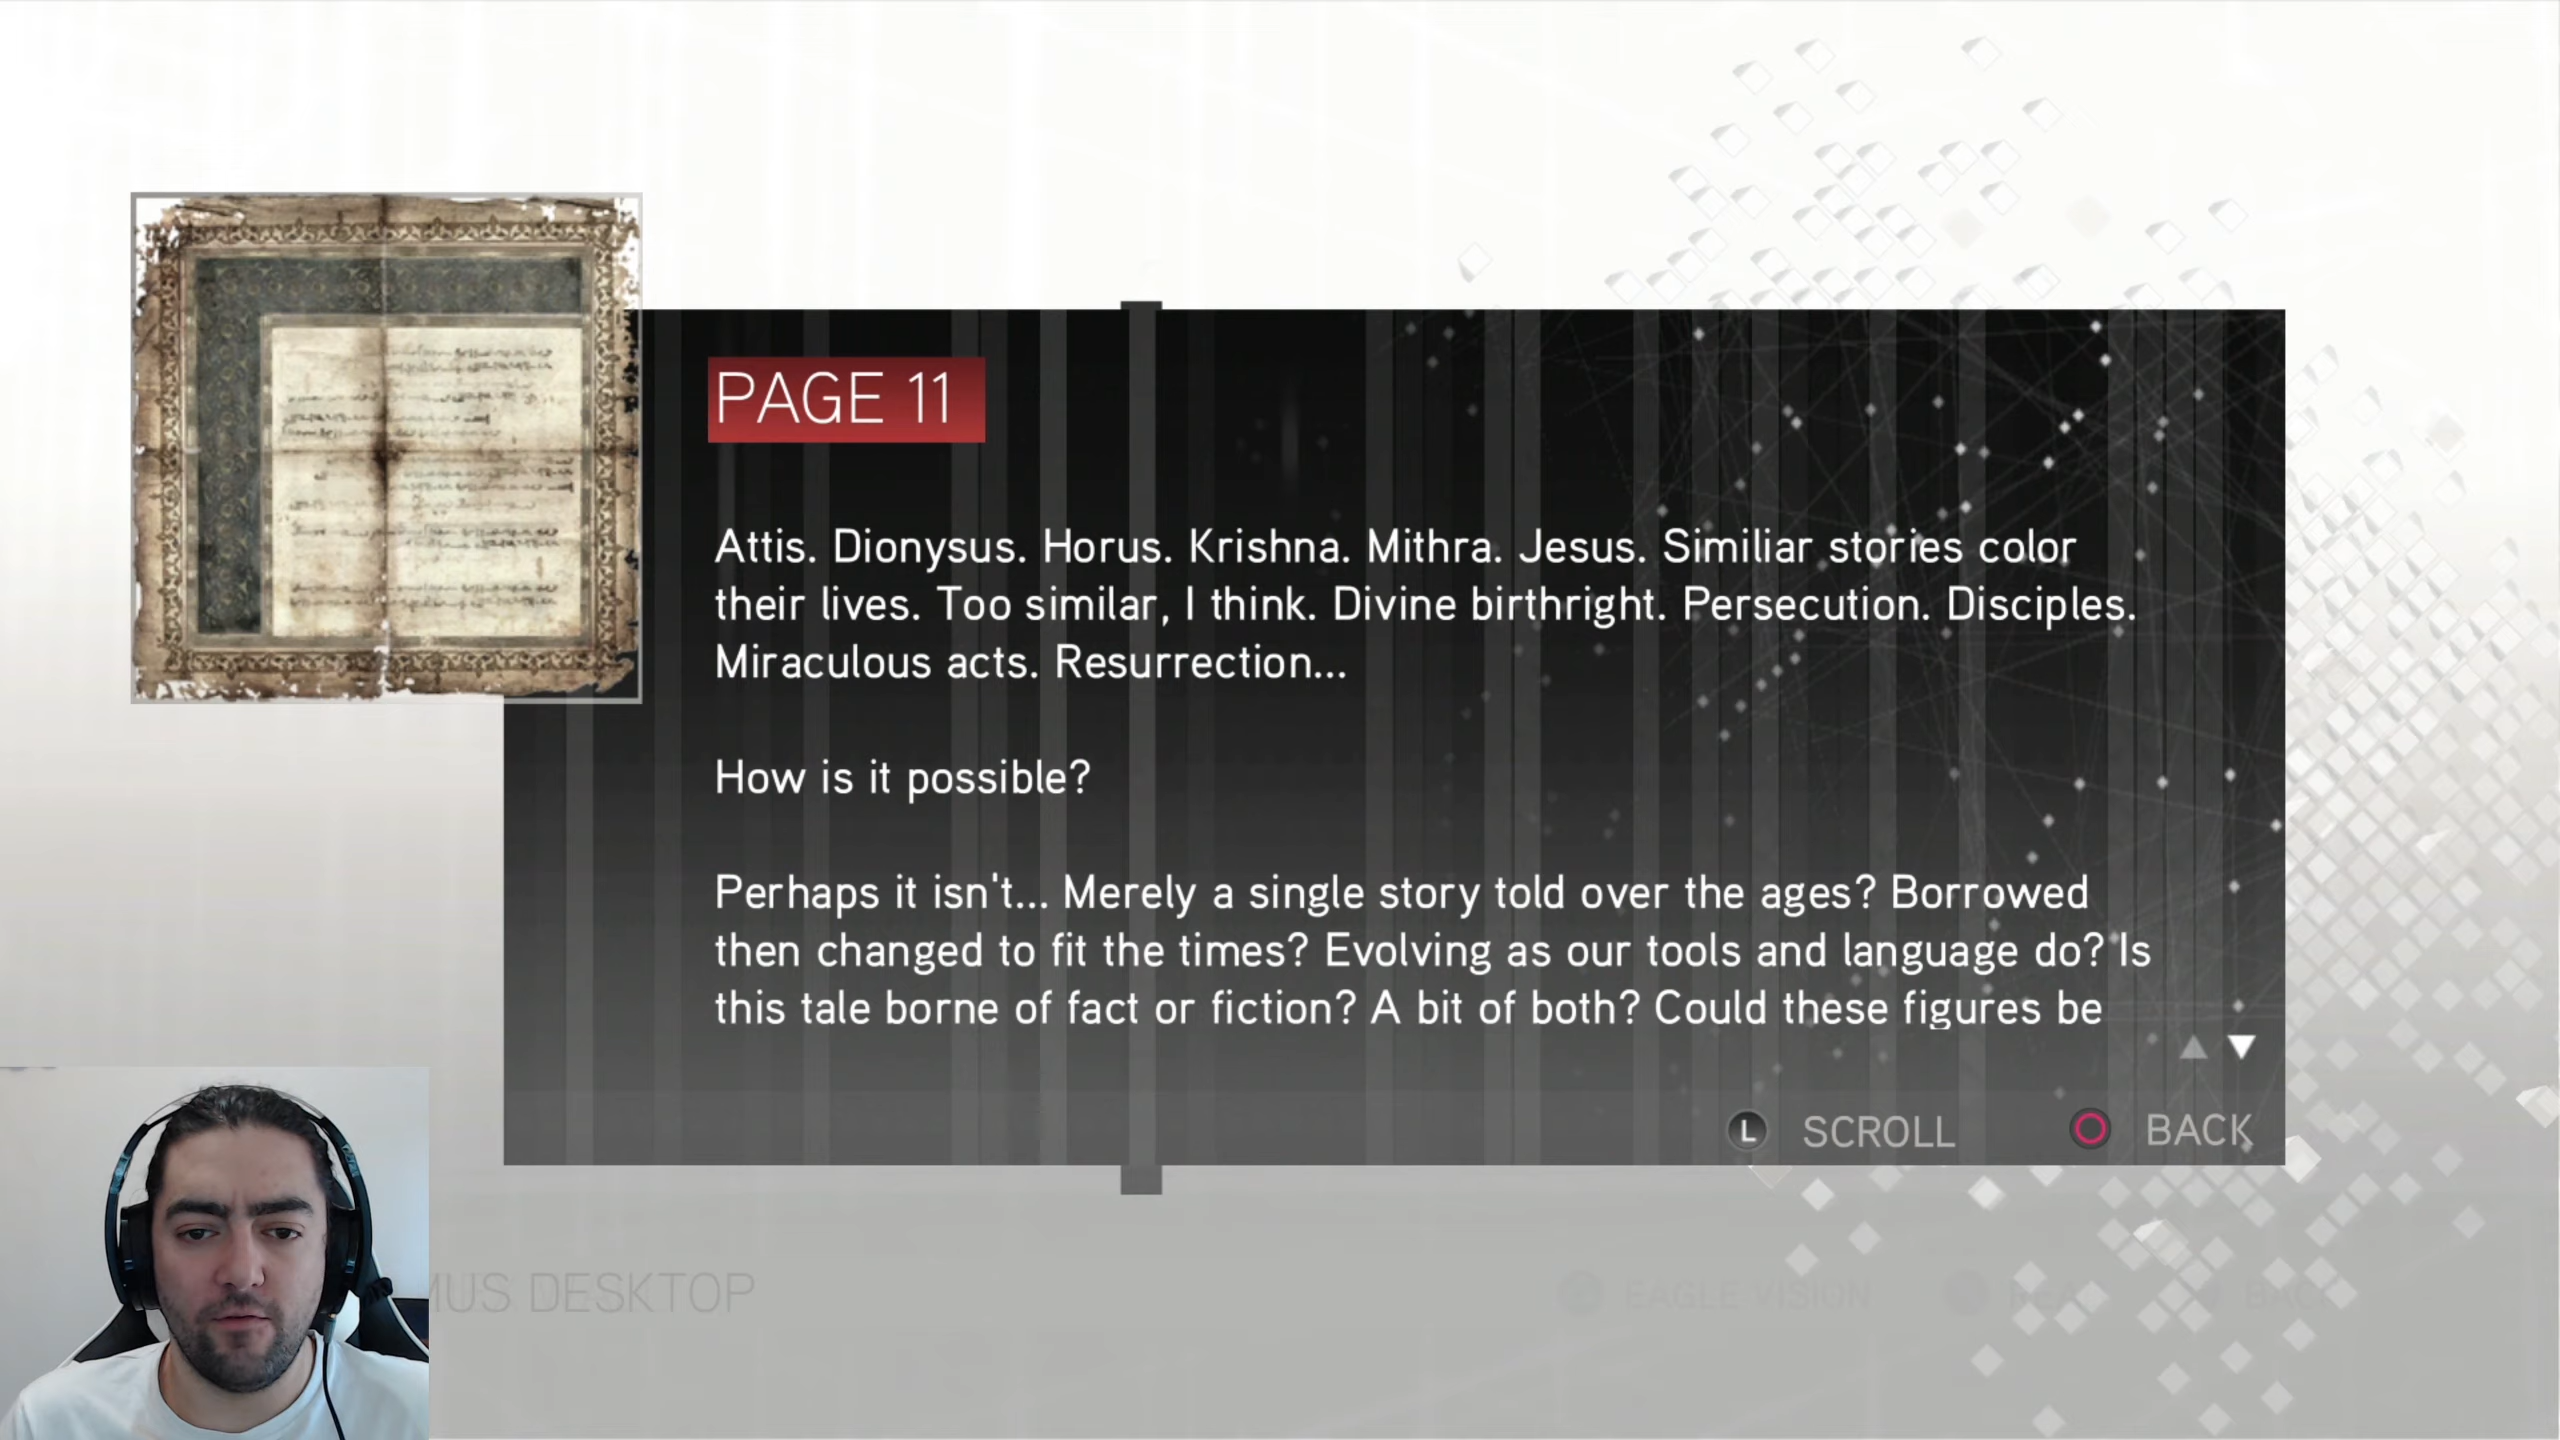 PAGE 11
Attis. Dionysus. Horus. Krishna. Mithra. Jesus. Similiar stories color
their lives. Too similar, I think. Divine birthright. Persecution. Disciples.
Miraculous acts. Resurrection...
How is it possible?
Perhaps it isn't... Merely a single story told over the ages? Borrowed
then changed to fit the times? Evolving as our tools and language do? Is
this tale borne of fact or fiction? A bit of both? Could these figures be
L SCROLL BACK
MUS DESKTOP EAGLE VISION BACK